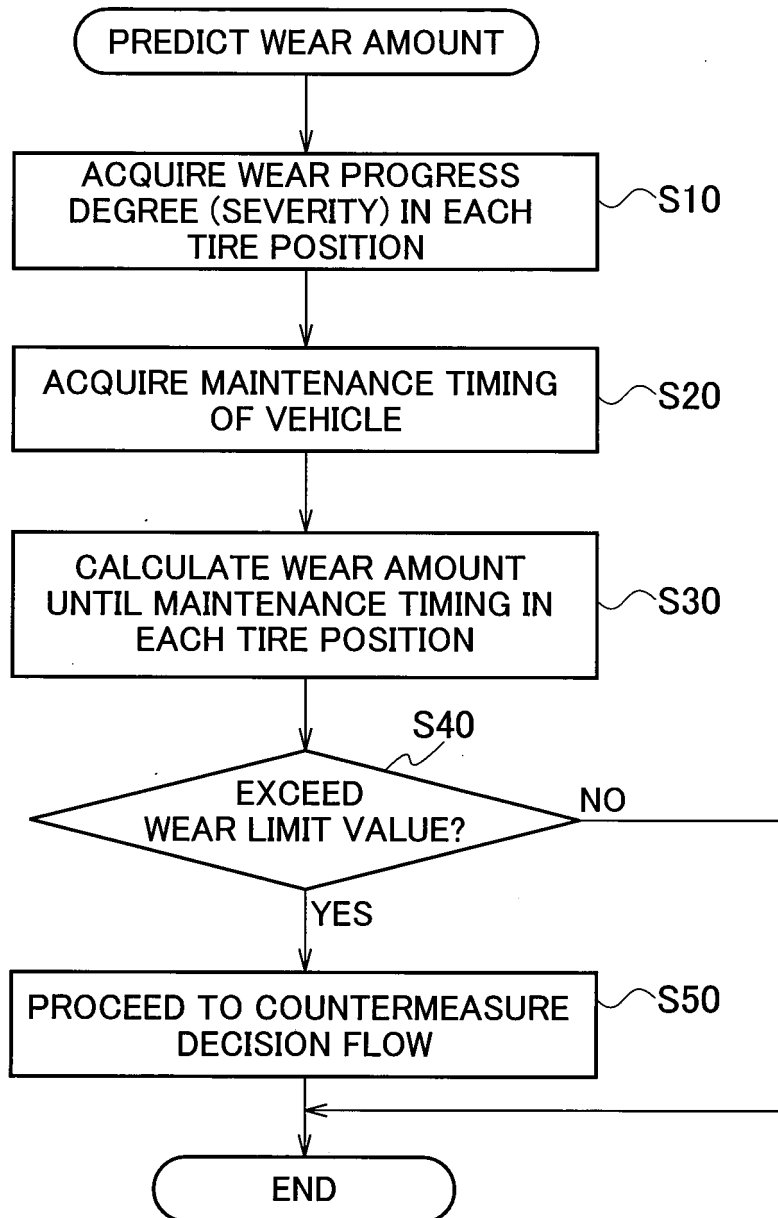 PREDICT WEAR AMOUNT
ACQUIRE WEAR PROGRESS
DEGREE (SEVERITY) IN EACH
TIRE POSITION
S10
ACQUIRE MAINTENANCE TIMING
OF VEHICLE
S20
CALCULATE WEAR AMOUNT
UNTIL MAINTENANCE TIMING IN
EACH TIRE POSITION
S30
S40
EXCEED
WEAR LIMIT VALUE?
NO
YES
PROCEED TO COUNTERMEASURE
DECISION FLOW
S50
END